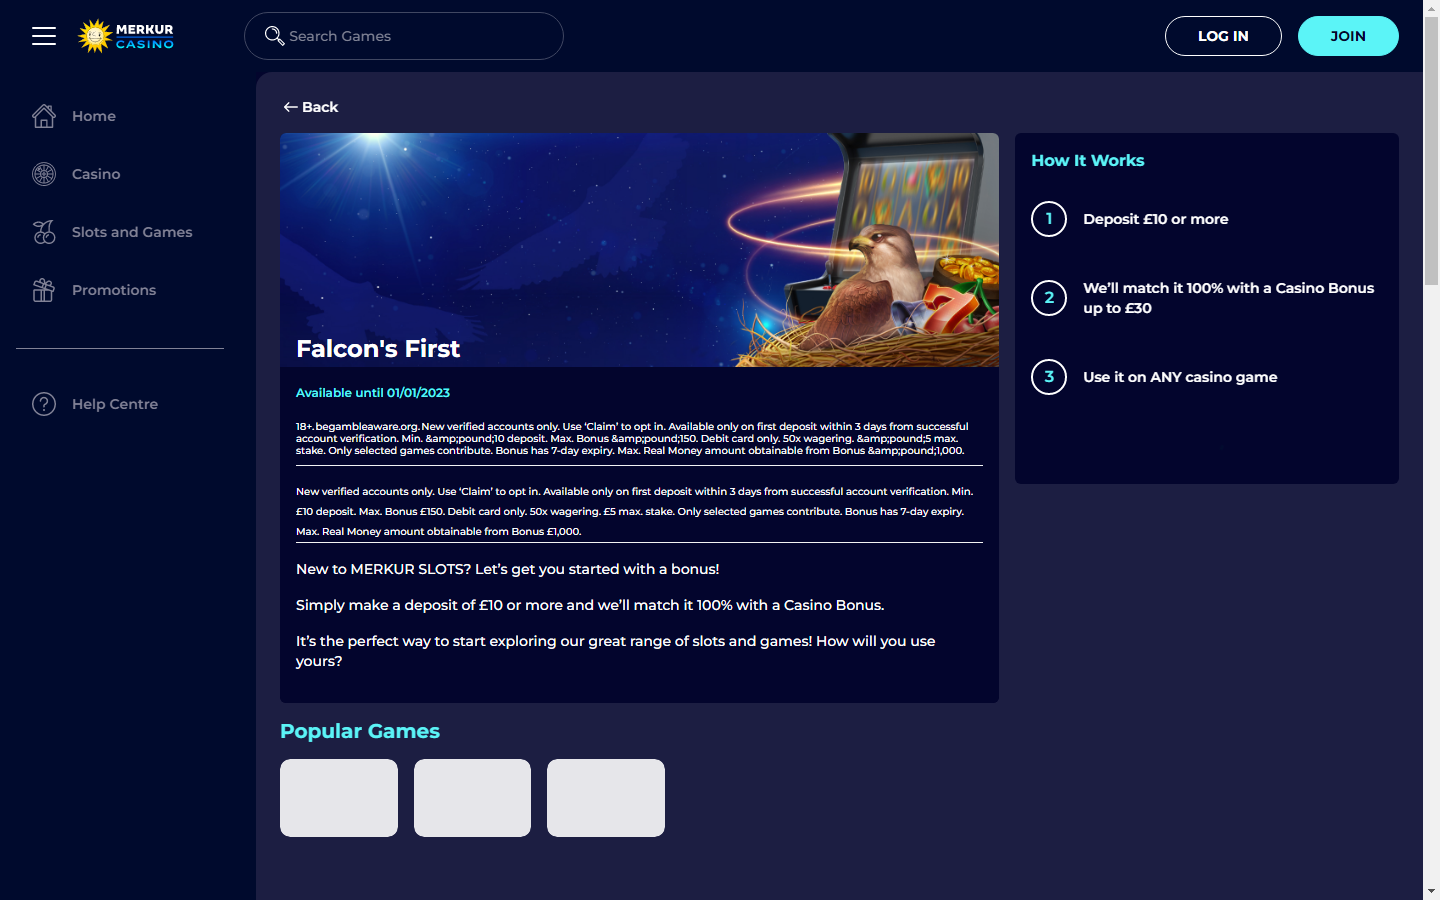 MERKUR
CASINO
Search Games
LOG IN
JOIN
Home
Casino
Slots and Games
Promotions
Help Centre
Back
Falcon's First
Available until 01/01/2023
18+. begambleaware.org. New verified accounts only. Use ‘Claim’ to opt in. Available only on first deposit within 3 days from successful
account verification. Min. &amp;pound;10 deposit. Max. Bonus &amp;pound;150. Debit card only. 50x wagering. &amp;pound;5 max.
stake. Only selected games contribute. Bonus has 7-day expiry. Max. Real Money amount obtainable from Bonus &amp;pound;1,000.
New verified accounts only. Use ‘Claim’ to opt in. Available only on first deposit within 3 days from successful account verification. Min.
£10 deposit. Max. Bonus £150. Debit card only. 50x wagering. £5 max. stake. Only selected games contribute. Bonus has 7-day expiry.
Max. Real Money amount obtainable from Bonus £1,000.
New to MERKUR SLOTS? Let’s get you started with a bonus!
Simply make a deposit of £10 or more and we’ll match it 100% with a Casino Bonus.
It’s the perfect way to start exploring our great range of slots and games! How will you use
yours?
How It Works
1 Deposit £10 or more
2 We’ll match it 100% with a Casino Bonus
up to £30
3 Use it on ANY casino game
Popular Games